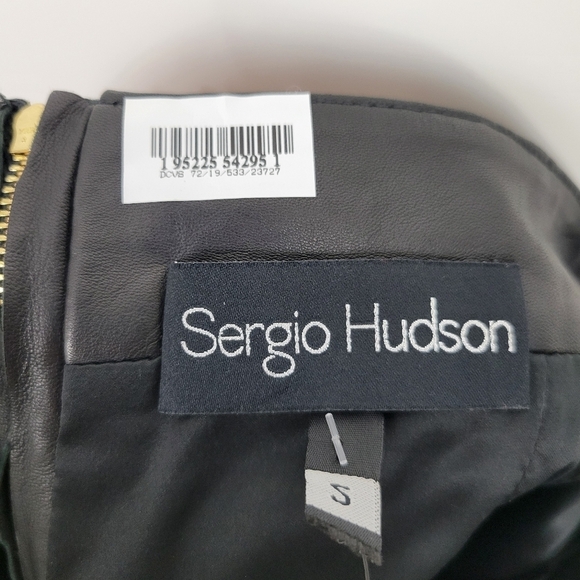 1 95225 54295 1
DCVB 72/19/533/23727
Sergio Hudson
S